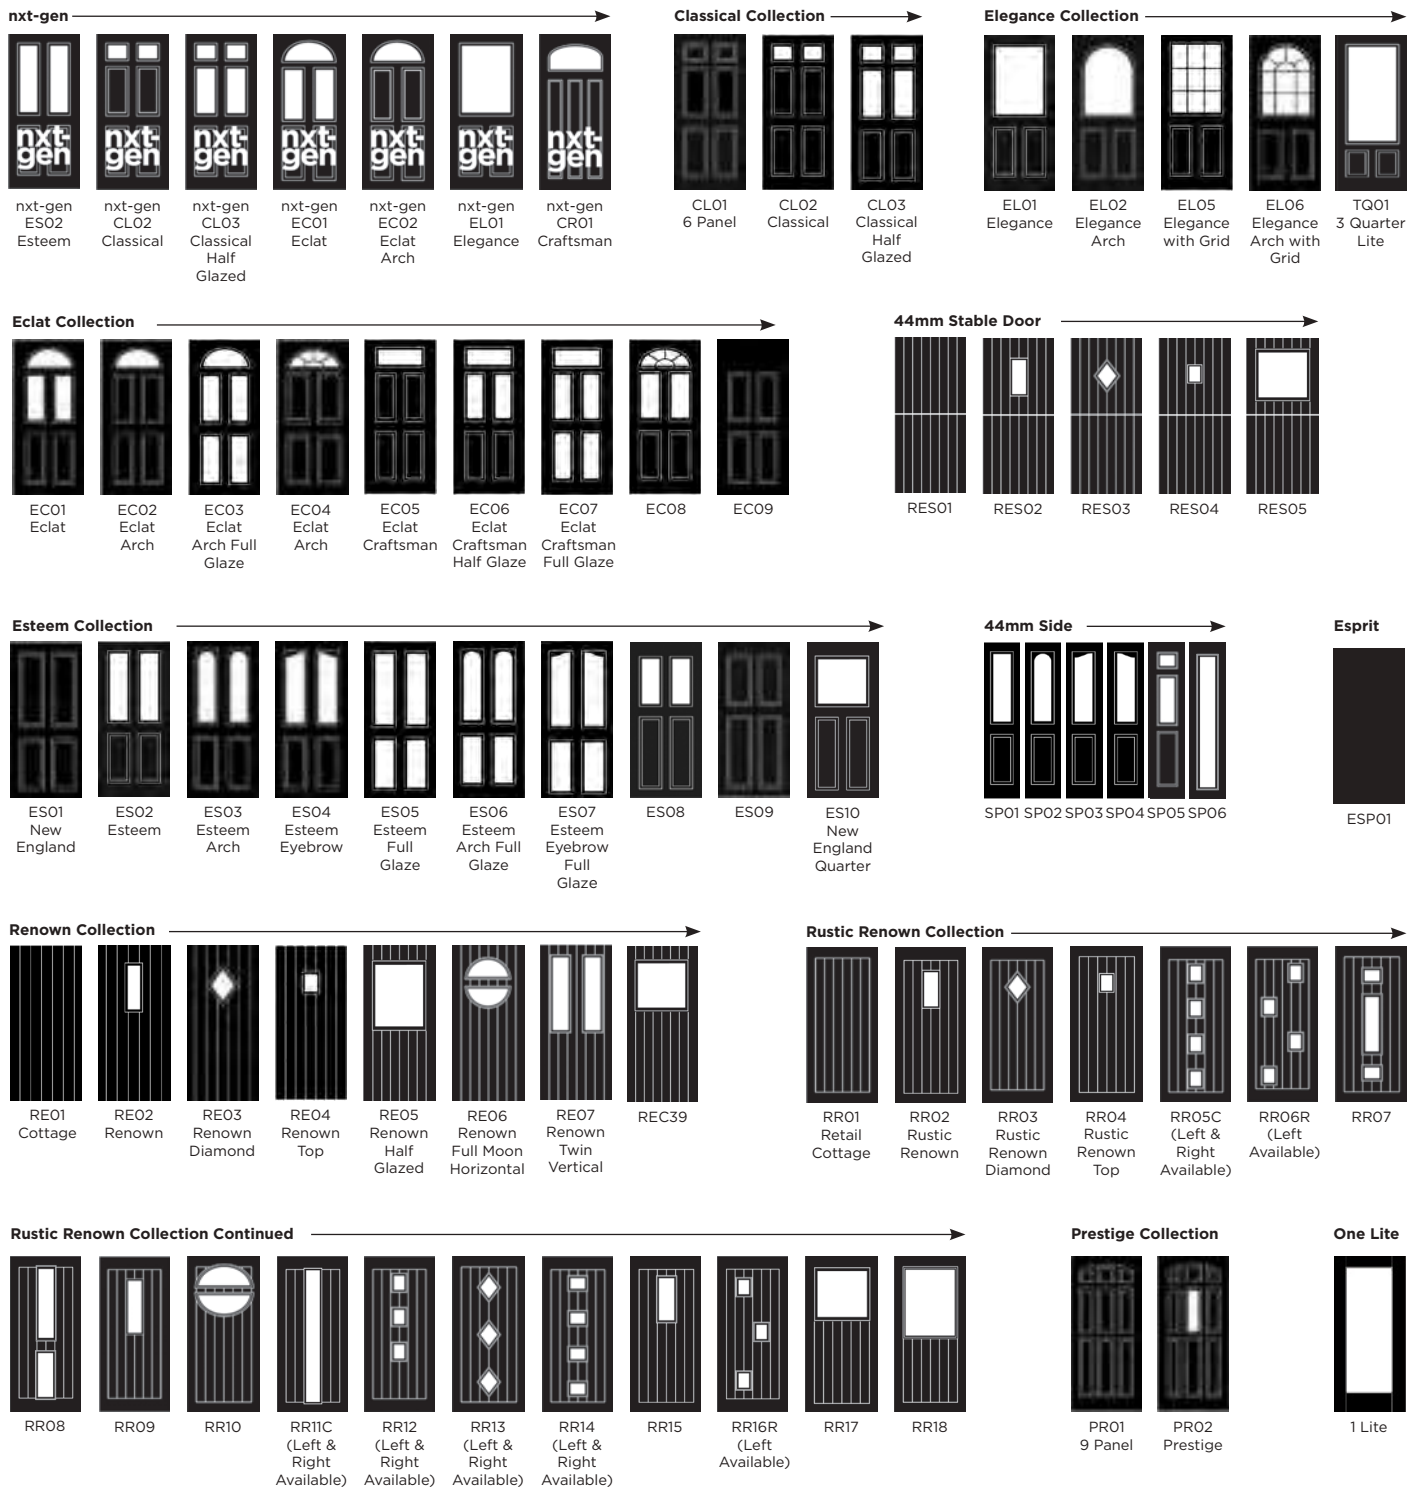 nxt-gen
Classical Collection
Elegance Collection
nxt-
gen
nxt-
gen
nxt-
gen
nxt-
gen
nxt-
gen
nxt-
gen
nxt-
gen
nxt-gen
ES02
Esteem
nxt-gen
CL02
Classical
nxt-gen
CL03
Classical
Half
Glazed
nxt-gen
EC01
Eclat
nxt-gen
EC02
Eclat
Arch
nxt-gen
EL01
Elegance
nxt-gen
CR01
Craftsman
CL01
6 Panel
CL02
Classical
CL03
Classical
Half
Glazed
EL01
Elegance
EL02
Elegance
Arch
EL05
Elegance
with Grid
EL06
Elegance
Arch with
Grid
TQ01
3 Quarter
Lite
Eclat Collection
44mm Stable Door
EC01
Eclat
EC02
Eclat
Arch
EC03
Eclat
Arch Full
Glaze
EC04
Eclat
Arch
EC05
Eclat
Craftsman
EC06
Eclat
Craftsman
Half Glaze
EC07
Eclat
Craftsman
Full Glaze
EC08
EC09
RES01
RES02
RES03
RES04
RES05
Esteem Collection
44mm Side
Esprit
ES01
New
England
ES02
Esteem
ES03
Esteem
Arch
ES04
Esteem
Eyebrow
ES05
Esteem
Full
Glaze
ES06
Esteem
Arch Full
Glaze
ES07
Esteem
Eyebrow
Full
Glaze
ES08
ES09
ES10
New
England
Quarter
SP01 SP02 SP03 SP04 SP05 SP06
ESP01
Renown Collection
Rustic Renown Collection
RE01
Cottage
RE02
Renown
RE03
Renown
Diamond
RE04
Renown
Top
RE05
Renown
Half
Glazed
RE06
Renown
Full Moon
Horizontal
RE07
Renown
Twin
Vertical
REC39
RR01
Retail
Cottage
RR02
Rustic
Renown
RR03
Rustic
Renown
Diamond
RR04
Rustic
Renown
Top
RR05C
(Left &
Right
Available)
RR06R
(Left
Available)
RR07
Rustic Renown Collection Continued
Prestige Collection
One Lite
RR08
RR09
RR10
RR11C
(Left &
Right
Available)
RR12
(Left &
Right
Available)
RR13
(Left &
Right
Available)
RR14
(Left &
Right
Available)
RR15
RR16R
(Left
Available)
RR17
RR18
PR01
9 Panel
PR02
Prestige
1 Lite